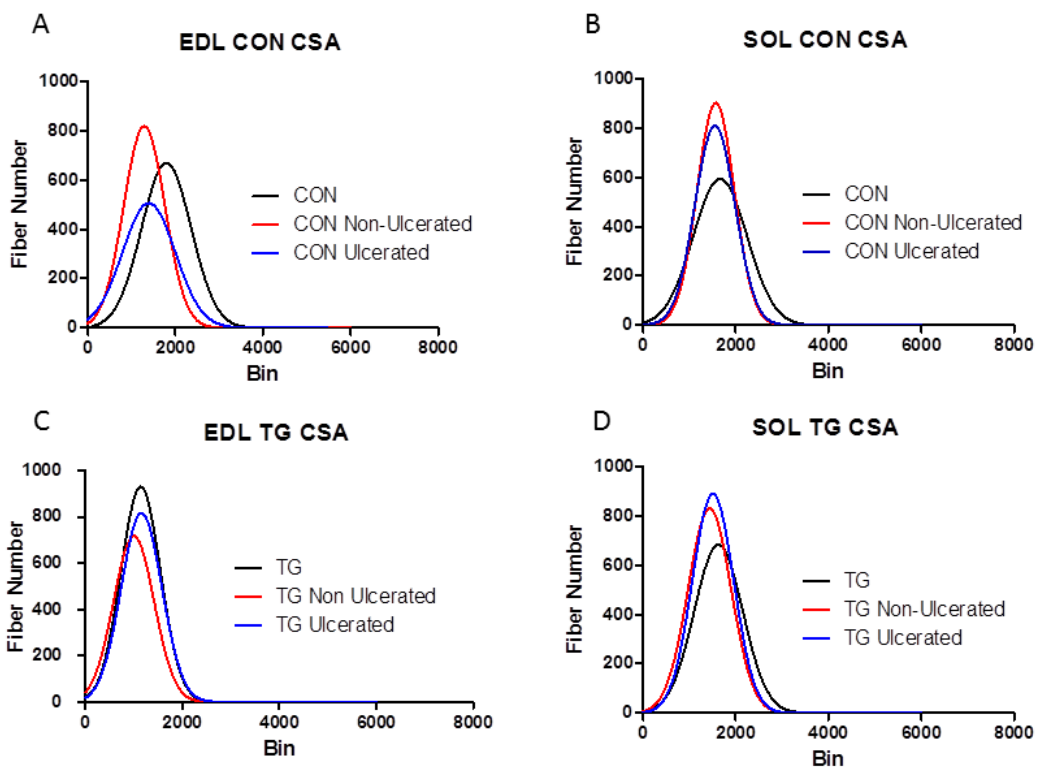 A
EDL CON CSA
1000
800
600
400
200
0
Fiber Number
0 2000 4000 6000 8000
Bin
CON
CON Non-Ulcerated
CON Ulcerated
B
SOL CON CSA
1000
800
600
400
200
0
Fiber Number
0 2000 4000 6000 8000
Bin
CON
CON Non-Ulcerated
CON Ulcerated
C
EDL TG CSA
1000
800
600
400
200
0
Fiber Number
0 2000 4000 6000 8000
Bin
TG
TG Non Ulcerated
TG Ulcerated
D
SOL TG CSA
1000
800
600
400
200
0
Fiber Number
0 2000 4000 6000 8000
Bin
TG
TG Non-Ulcerated
TG Ulcerated